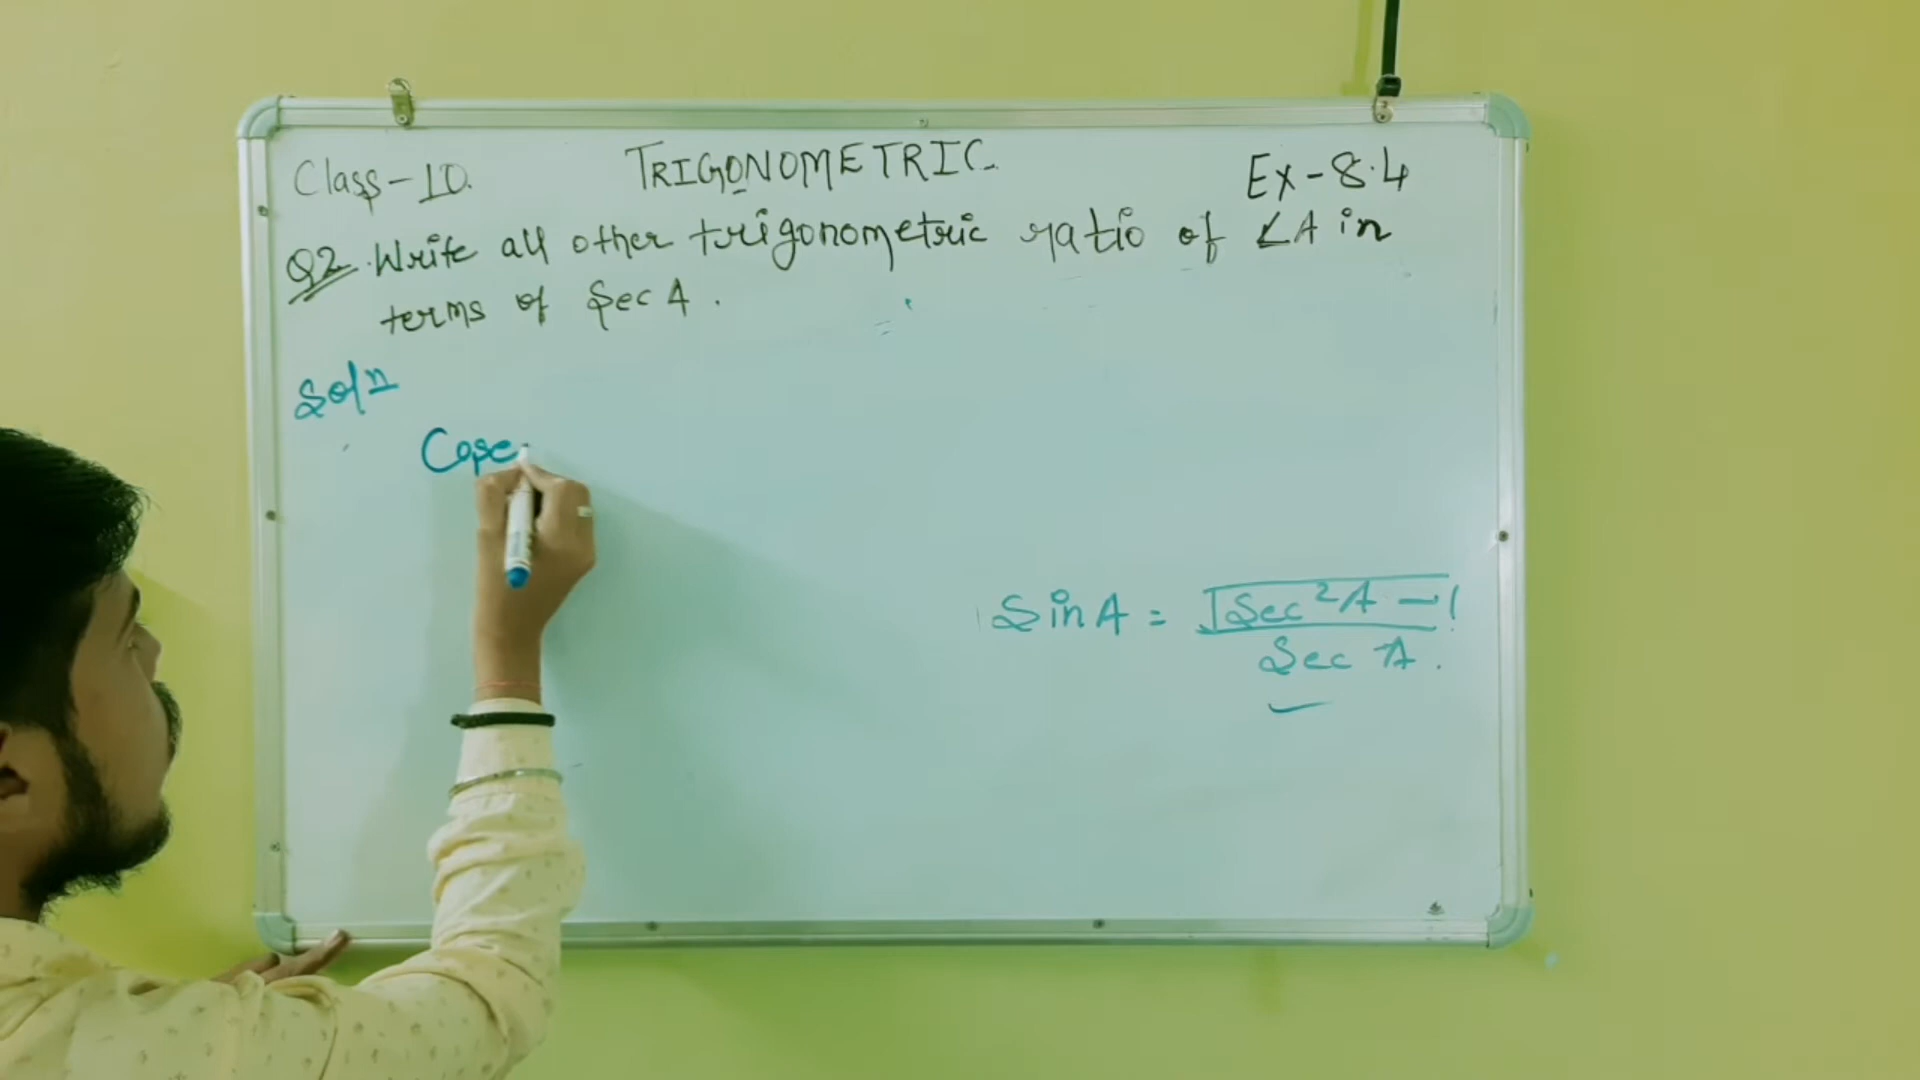 Class-10. TRIGONOMETRIC Ex-8.4
Q2. Write all other trigonometric ratio of ∠A in
terms of Sec A.
Soln
Cose
Sin A = √Sec²A - 1
Sec A.